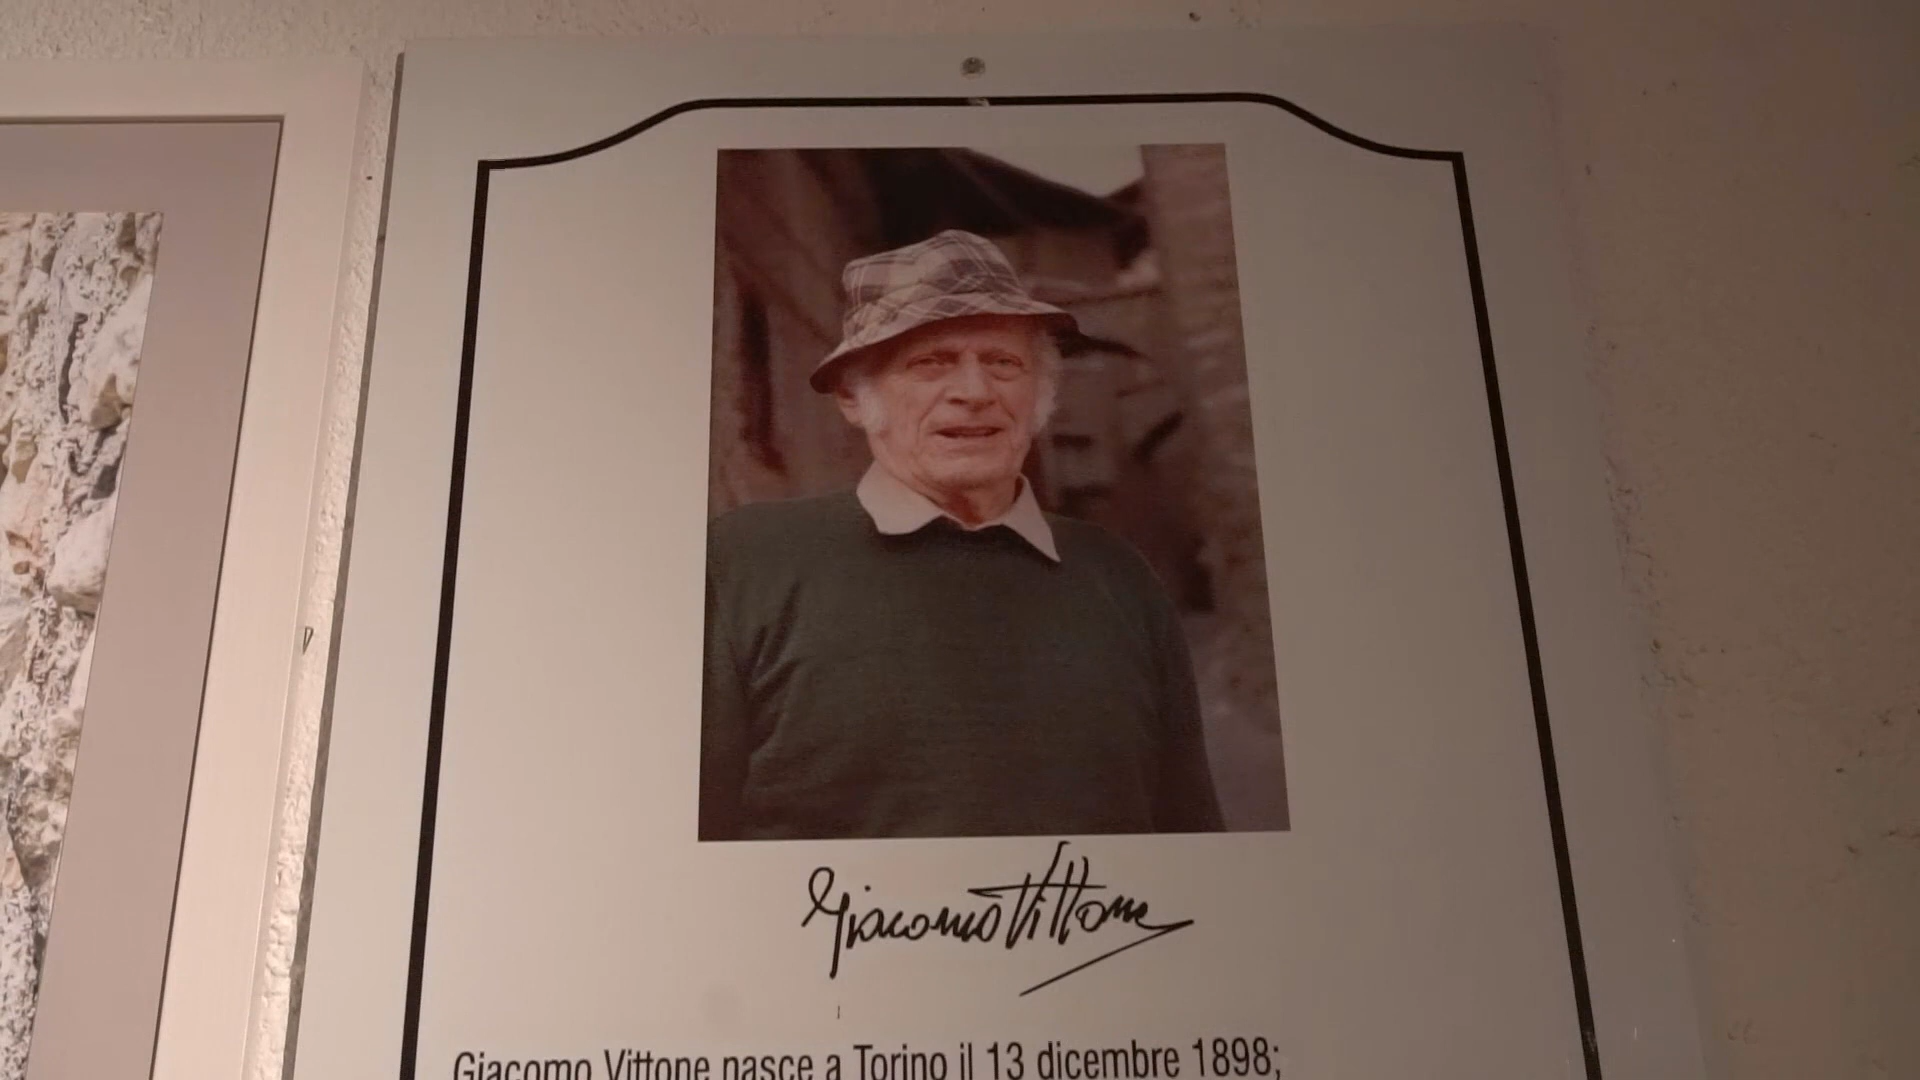 Giacomo Vittone
Giacomo Vittone nasce a Torino il 13 dicembre 1898;